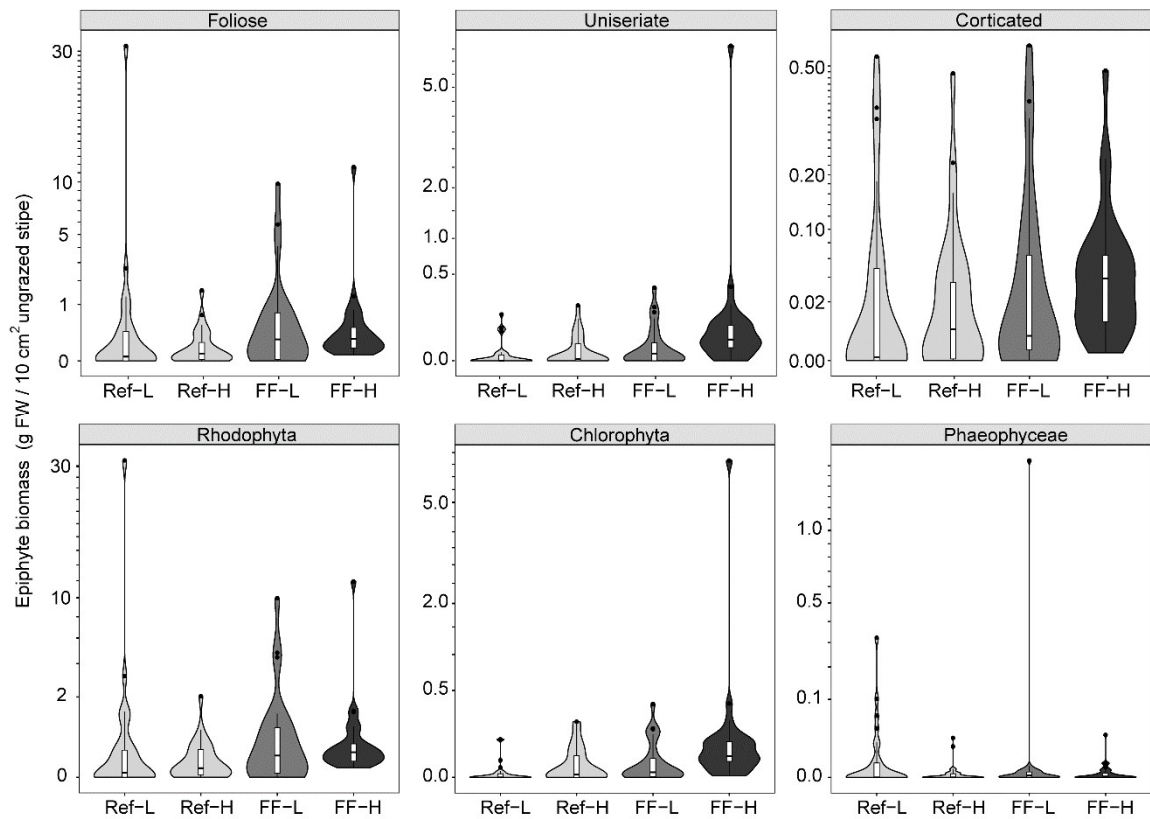 Foliose
Uniseriate
Corticated
30
10
5
1
0
5.0
2.0
1.0
0.5
0.0
0.50
0.20
0.10
0.02
0.00
Ref−L Ref−H FF−L FF−H
Ref−L Ref−H FF−L FF−H
Ref−L Ref−H FF−L FF−H
Epiphyte biomass (g FW / 10 cm² ungrazed stipe)
Rhodophyta
Chlorophyta
Phaeophyceae
30
10
2
0
5.0
2.0
0.5
0.0
1.0
0.5
0.1
0.0
Ref−L Ref−H FF−L FF−H
Ref−L Ref−H FF−L FF−H
Ref−L Ref−H FF−L FF−H